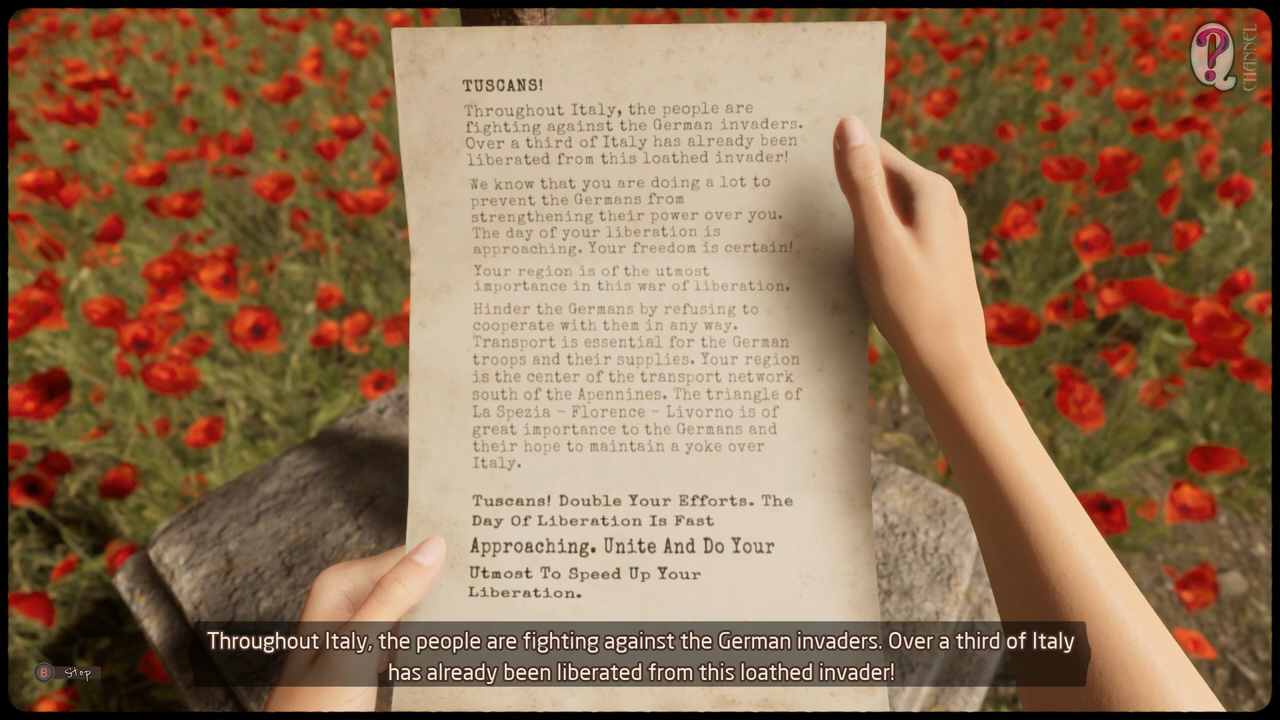 TUSCANS!
Throughout Italy, the people are
fighting against the German invaders.
Over a third of Italy has already been
liberated from this loathed invader!
We know that you are doing a lot to
prevent the Germans from
strengthening their power over you.
The day of your liberation is
approaching. Your freedom is certain!
Your region is of the utmost
importance in this war of liberation.
Hinder the Germans by refusing to
cooperate with them in any way.
Transport is essential for the German
troops and their supplies. Your region
is the center of the transport network
south of the Apennines. The triangle of
La Spezia - Florence - Livorno is of
great importance to the Germans and
their hope to maintain a yoke over
Italy.
Tuscans! Double Your Efforts. The
Day Of Liberation Is Fast
Approaching. Unite And Do Your
Utmost To Speed Up Your
Liberation.
Throughout Italy, the people are fighting against the German invaders. Over a third of Italy
has already been liberated from this loathed invader!
B Stop
? CHANNEL